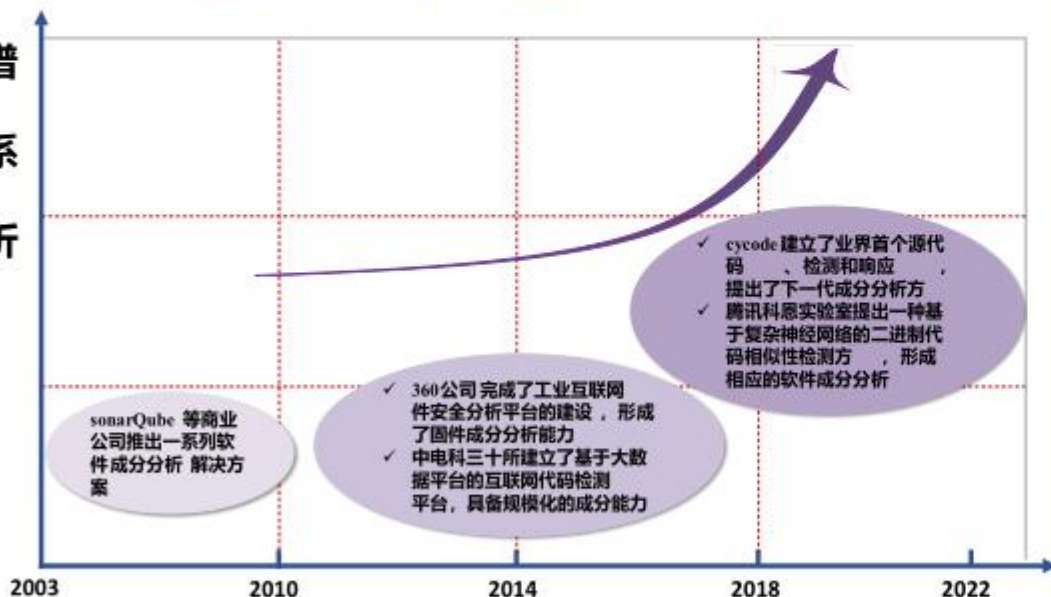 谱
系
析
cycode 建立了业界首个源代
码 、检测和响应 ，
提出了下一代成分分析方
腾讯科恩实验室提出一种基
于复杂神经网络的二进制代
码相似性检测方 ，形成
相应的软件成分分析
360公司 完成了工业互联网
件安全分析平台的建设 ，形成
了固件成分分析能力
中电科三十所建立了基于大数
据平台的互联网代码检测
平台，具备规模化的成分能力
sonarQube 等商业
公司推出一系列软
件成分分析 解决方
案
2003 2010 2014 2018 2022